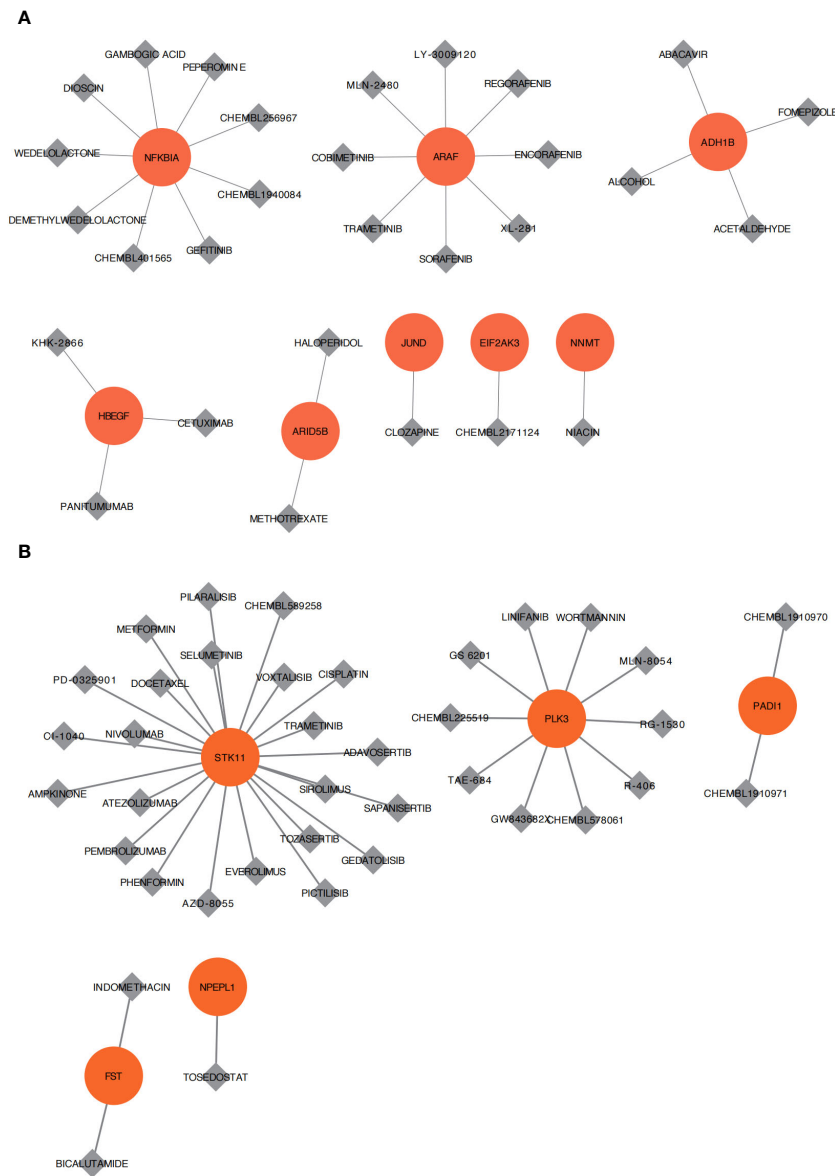 A
GAMBOGIC ACID
PEPEROMIN E
DIOSCIN
CHEMBL256967
WEDELOLACTONE
NFKBIA
CHEMBL1940084
DEMETHYLWEDELOLACTONE
GEFITINIB
CHEMBL401565
LY-3009120
MLN-2480
REGORAFENIB
COBIMETINIB
ARAF
ENCORAFENIB
TRAMETINIB
XL-281
SORAFENIB
ABACAVIR
FOMEPIZOLE
ADH1B
ALCOHOL
ACETALDEHYDE
KHK-2866
HBEGF
CETUXIMAB
PANITUMUMAB
HALOPERIDOL
ARID5B
METHOTREXATE
JUND
CLOZAPINE
EIF2AK3
CHEMBL2171124
NNMT
NIACIN
B
PILARALISIB
CHEMBL589258
METFORMIN
SELUMETINIB
PD-0325901
DOCETAXEL
VOXTALISIB
CISPLATIN
CI-1040
NIVOLUMAB
TRAMETINIB
STK11
ADAVOSERTIB
AMPKINONE
ATEZOLIZUMAB
SIROLIMUS
SAPANISERTIB
PEMBROLIZUMAB
TOZASERTIB
GEDATOLISIB
PHENFORMIN
EVEROLIMUS
AZD-8055
PICTILISIB
LINIFANIB
WORTMANNIN
GS 6201
MLN-8054
CHEMBL225519
PLK3
RG-1530
TAE-684
R-406
GW843682X
CHEMBL578061
CHEMBL1910970
PADI1
CHEMBL1910971
INDOMETHACIN
FST
BICALUTAMIDE
NPEPL1
TOSEDOSTAT